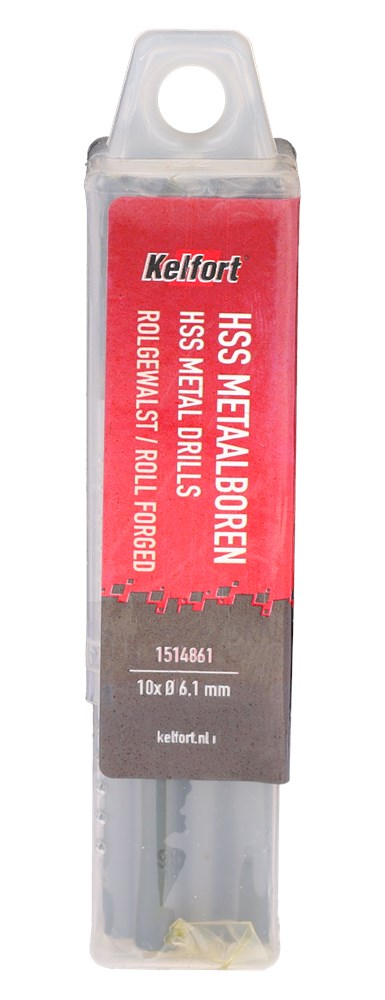 Kelfort
HSS METAALBOREN
HSS METAL DRILLS
ROLGEWALST / ROLL FORGED
1514861
10x Ø 6,1 mm
kelfort.nl